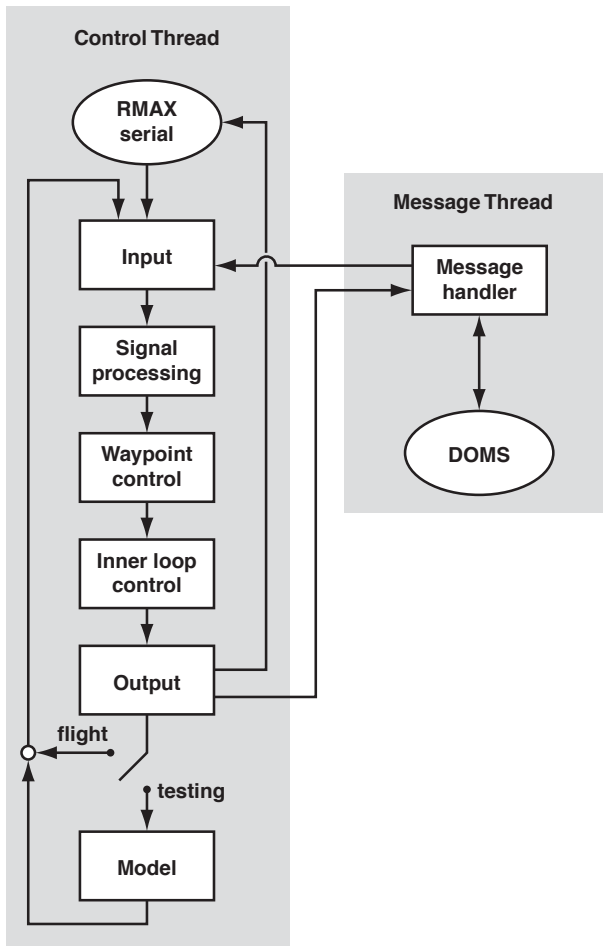 Control Thread
RMAX
serial
Input
Signal
processing
Waypoint
control
Inner loop
control
Output
flight
testing
Model
Message Thread
Message
handler
DOMS